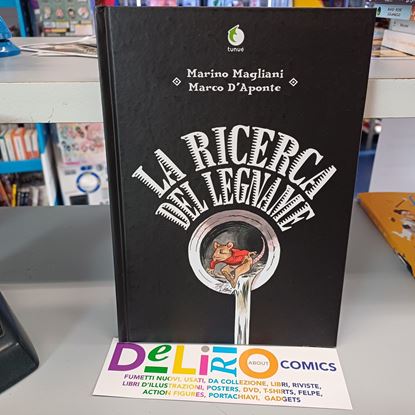 tunué
Marino Magliani
Marco D'Aponte
LA RICERCA
DEL LEGNAME
DeLiRiO ABOUT COMICS
FUMETTI NUOVI, USATI, DA COLLEZIONE, LIBRI, RIVISTE,
LIBRI D'ILLUSTRAZIONI, POSTERS, DVD, T-SHIRTS, FELPE,
ACTION FIGURES, PORTACHIAVI, GADGETS